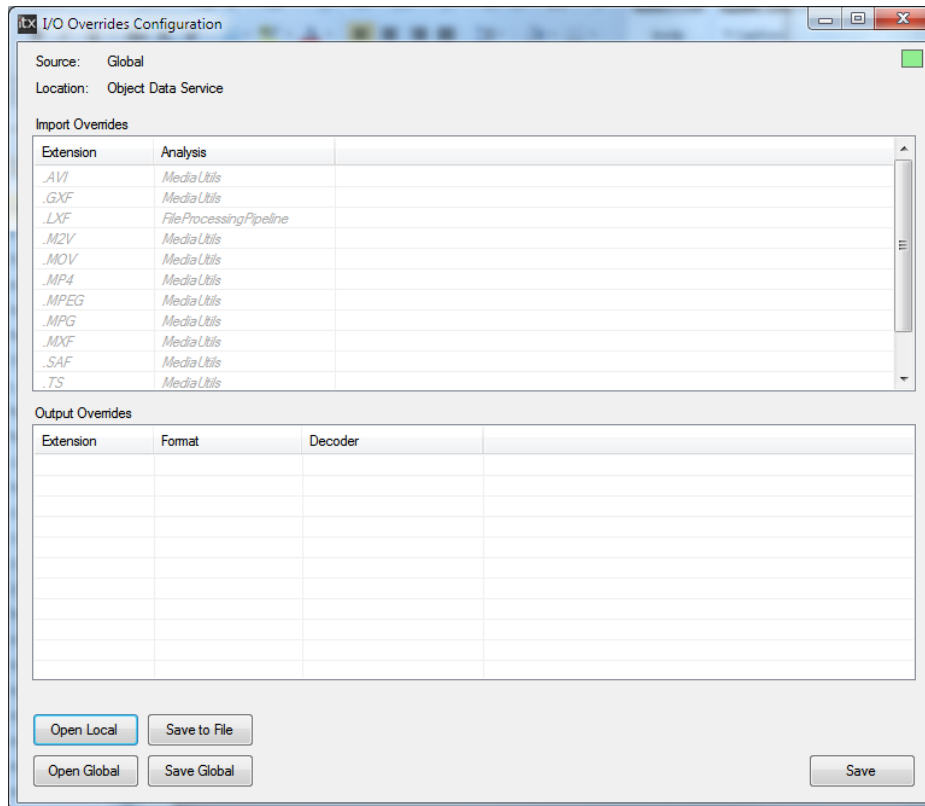 itx I/O Overrides Configuration
Source: Global
Location: Object Data Service
Import Overrides
Extension Analysis
.AVI MediaUtils
.GXF MediaUtils
.LXF FileProcessingPipeline
.M2V MediaUtils
.MOV MediaUtils
.MP4 MediaUtils
.MPEG MediaUtils
.MPG MediaUtils
.MXF MediaUtils
.SAF MediaUtils
.TS MediaUtils
Output Overrides
Extension Format Decoder
Open Local Save to File
Open Global Save Global Save